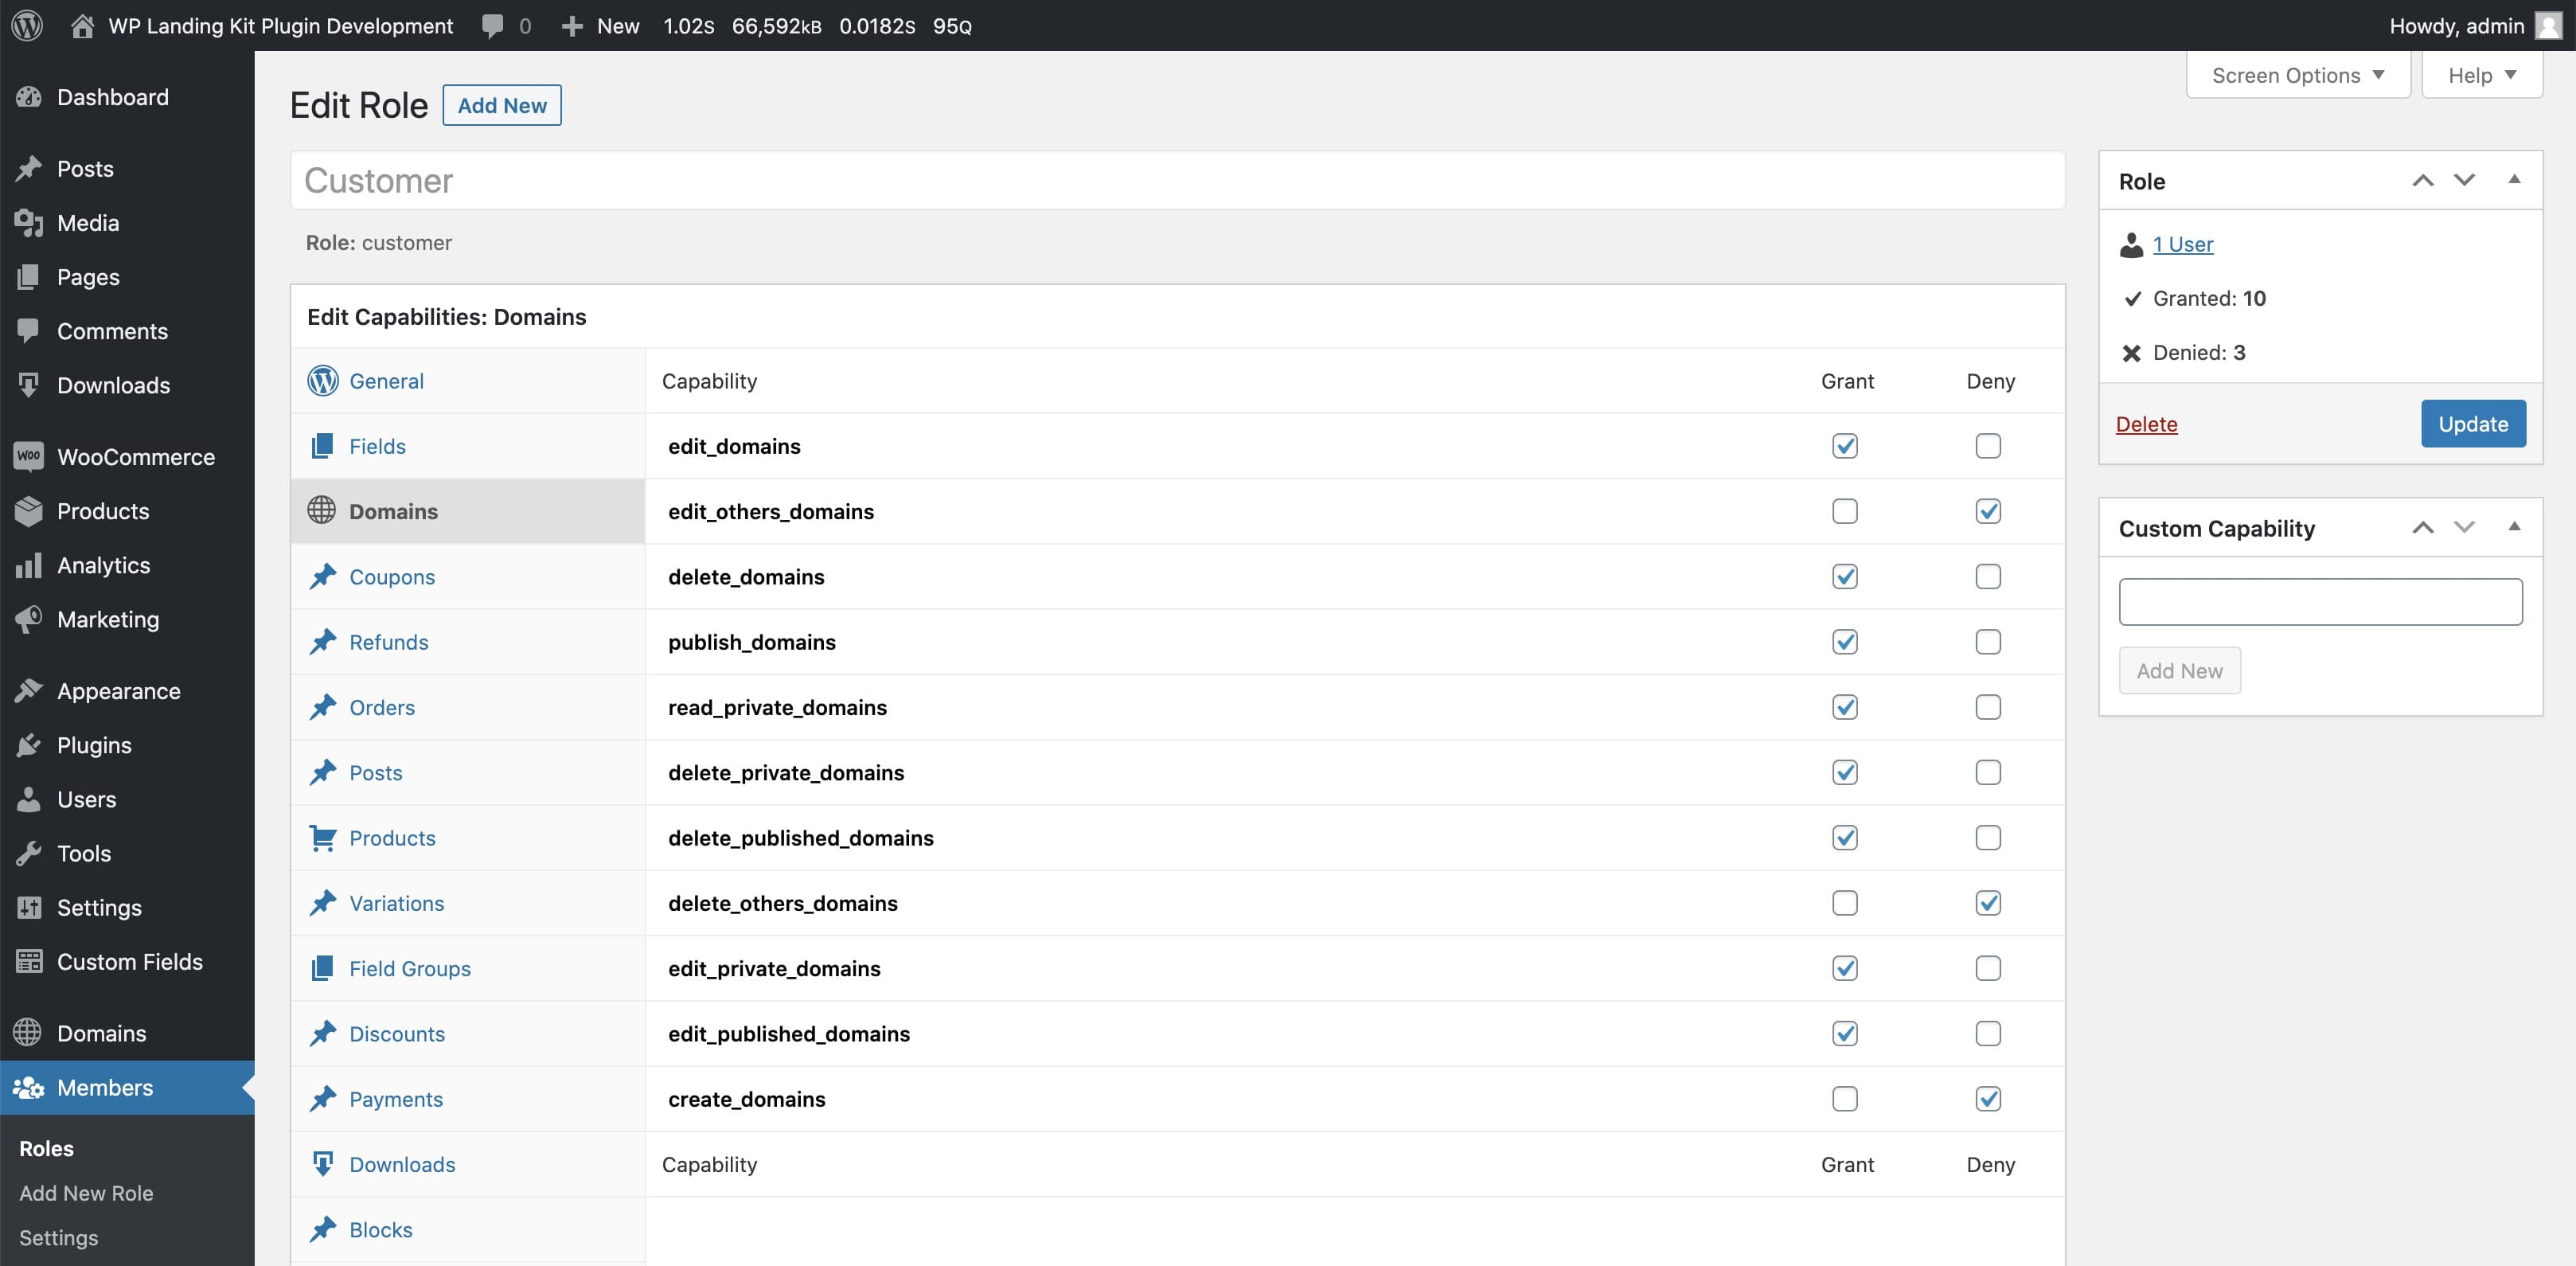 WP Landing Kit Plugin Development 0 New 1.02S 66,592KB 0.0182S 95Q Howdy, admin
Screen Options Help
Dashboard
Posts
Media
Pages
Comments
Downloads
Woo WooCommerce
Products
Analytics
Marketing
Appearance
Plugins
Users
Tools
Settings
Custom Fields
Domains
Members
Roles
Add New Role
Settings
Edit Role Add New
Customer
Role: customer
Edit Capabilities: Domains
General
Fields
Domains
Coupons
Refunds
Orders
Posts
Products
Variations
Field Groups
Discounts
Payments
Downloads
Blocks
Capability Grant Deny
edit_domains
edit_others_domains
delete_domains
publish_domains
read_private_domains
delete_private_domains
delete_published_domains
delete_others_domains
edit_private_domains
edit_published_domains
create_domains
Capability Grant Deny
Role
1 User
Granted: 10
Denied: 3
Delete Update
Custom Capability
Add New